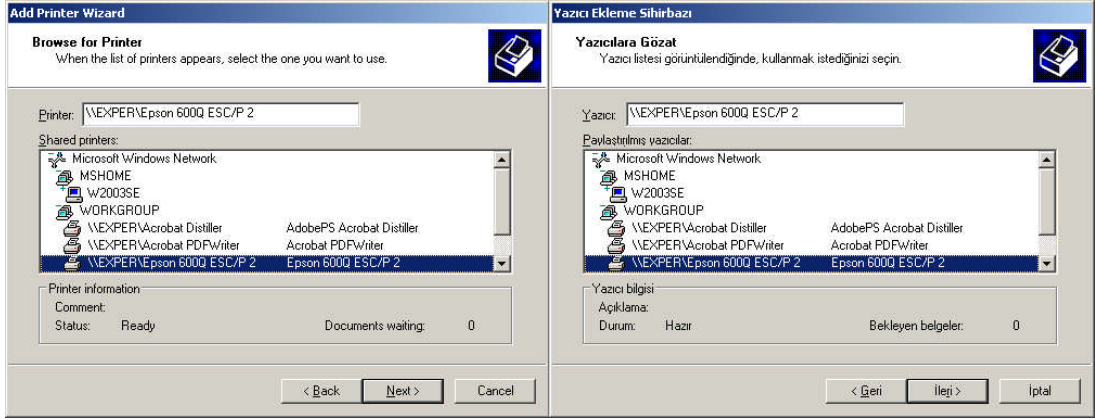 Add Printer Wizard
Browse for Printer
When the list of printers appears, select the one you want to use.
Printer: \\EXPER\Epson 600Q ESC/P 2
Shared printers:
Microsoft Windows Network
MSHOME
W2003SE
WORKGROUP
\\EXPER\Acrobat Distiller AdobePS Acrobat Distiller
\\EXPER\Acrobat PDFWriter Acrobat PDFWriter
\\EXPER\Epson 600Q ESC/P 2 Epson 600Q ESC/P 2
Printer information
Comment:
Status: Ready Documents waiting: 0
< Back Next > Cancel
Yazıcı Ekleme Sihirbazı
Yazıcılara Gözat
Yazıcı listesi görüntülendiğinde, kullanmak istediğinizi seçin.
Yazıcı: \\EXPER\Epson 600Q ESC/P 2
Paylaştırılmış yazıcılar:
Microsoft Windows Network
MSHOME
W2003SE
WORKGROUP
\\EXPER\Acrobat Distiller AdobePS Acrobat Distiller
\\EXPER\Acrobat PDFWriter Acrobat PDFWriter
\\EXPER\Epson 600Q ESC/P 2 Epson 600Q ESC/P 2
Yazıcı bilgisi
Açıklama:
Durum: Hazır Bekleyen belgeler: 0
< Geri İleri > İptal